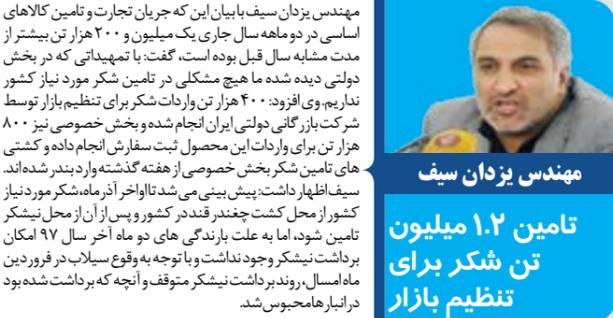 مهندس یزدان سیف
تامین ۱.۲ میلیون
تن شکر برای
تنظیم بازار
مهندس یزدان سیف با بیان این که جریان تجارت و تامین کالاهای
اساسی در دو ماهه سال جاری یک میلیون و ۲۰۰ هزار تن بیشتر از
مدت مشابه سال قبل بوده است، گفت: با تمهیداتی که در بخش
دولتی دیده شده ما هیچ مشکلی در تامین شکر مورد نیاز کشور
نداریم. وی افزود: ۴۰۰ هزار تن واردات شکر برای تنظیم بازار توسط
شرکت بازرگانی دولتی ایران انجام شده و بخش خصوصی نیز ۸۰۰
هزار تن برای واردات این محصول ثبت سفارش انجام داده و کشتی
های تامین شکر بخش خصوصی از هفته گذشته وارد بندر شده‌اند.
سیف اظهار داشت: پیش بینی می شد تا اواخر آذر ماه، شکر مورد نیاز
کشور از محل کشت چغندر قند در کشور و پس از آن از محل نیشکر
تامین شود، اما به علت بارندگی های دو ماه آخر سال ۹۷ امکان
برداشت نیشکر وجود نداشت و با توجه به وقوع سیلاب در فروردین
ماه امسال، روند برداشت نیشکر متوقف و آنچه که برداشت شده بود
در انبارها محبوس شد.